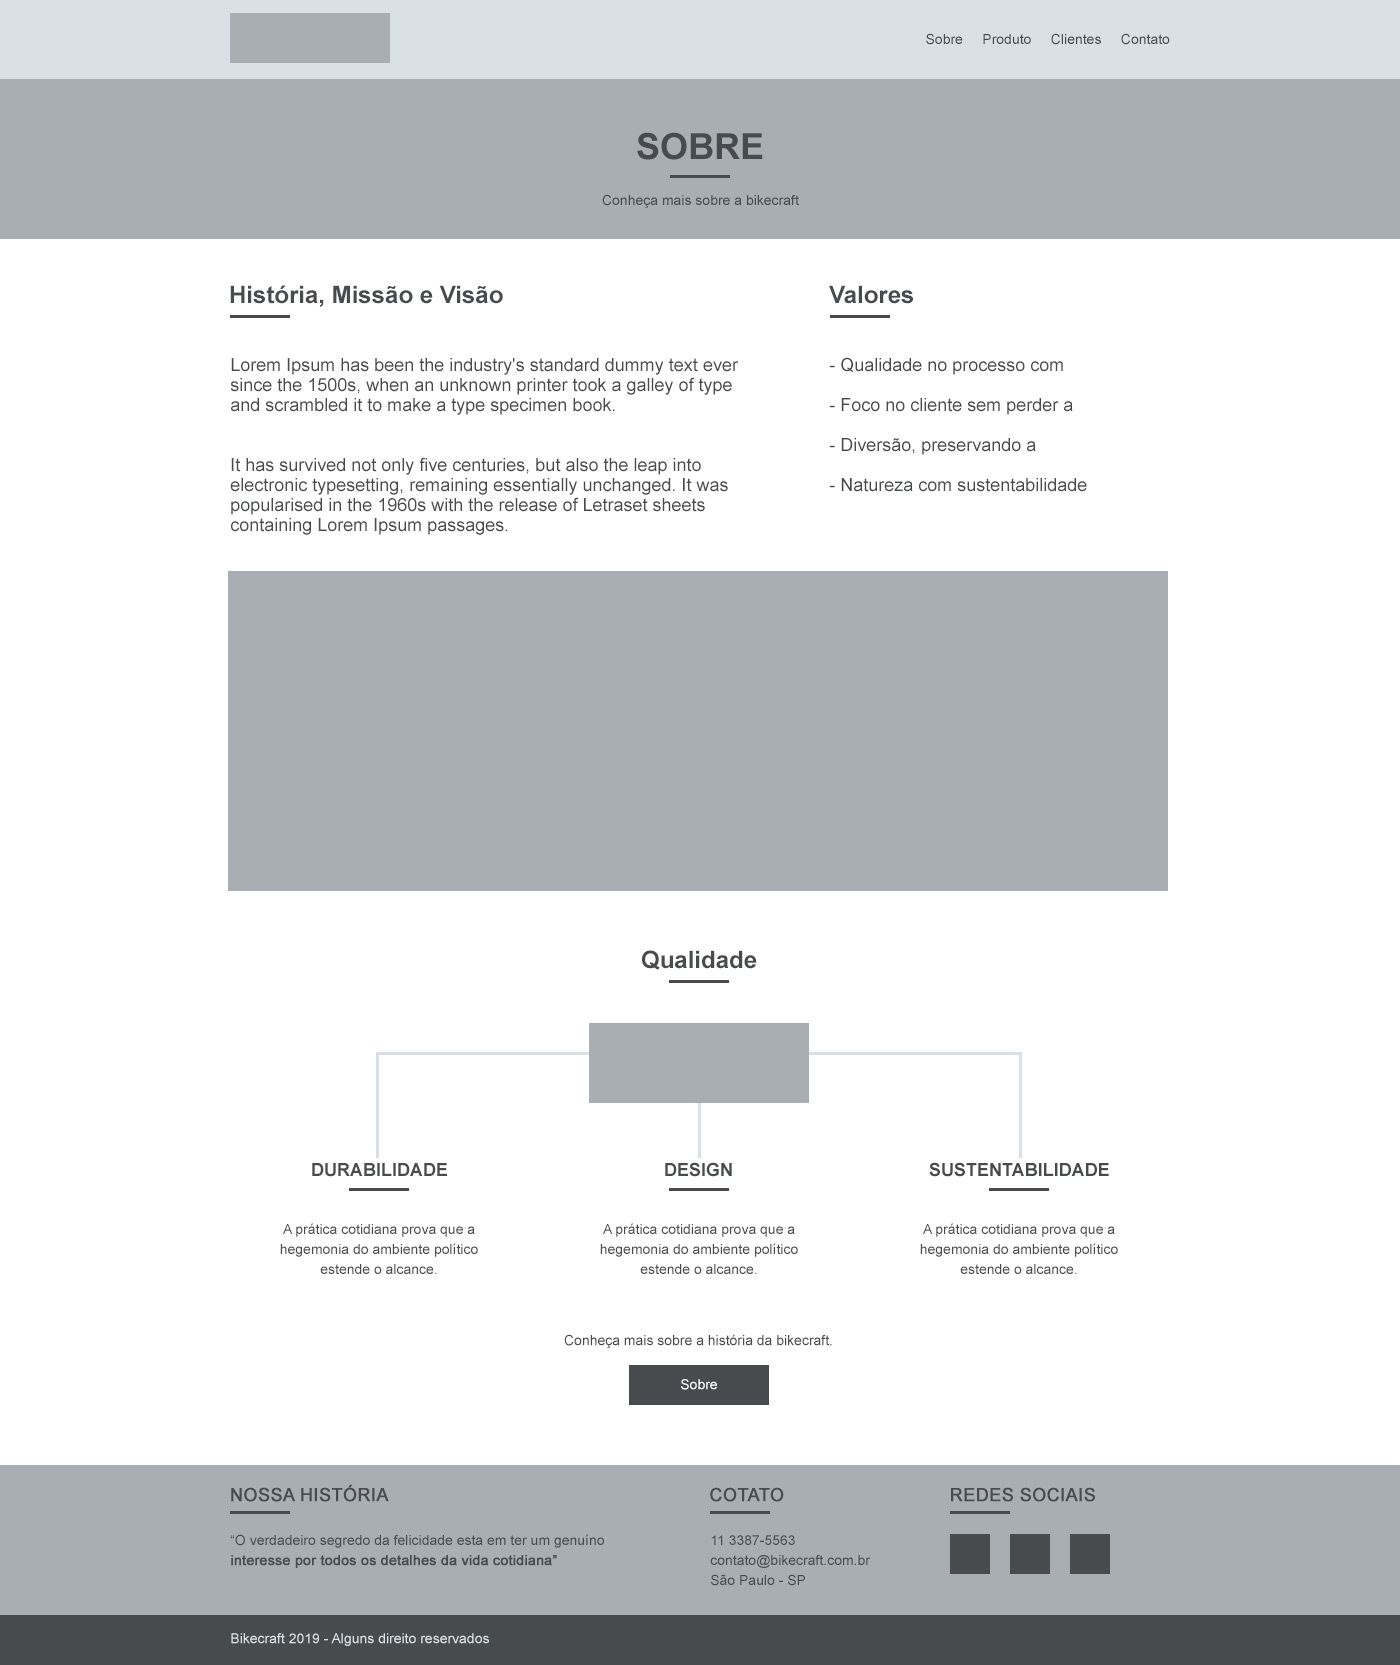 Sobre Produto Clientes Contato
SOBRE
Conheça mais sobre a bikecraft
História, Missão e Visão
Lorem Ipsum has been the industry's standard dummy text ever
since the 1500s, when an unknown printer took a galley of type
and scrambled it to make a type specimen book.
It has survived not only five centuries, but also the leap into
electronic typesetting, remaining essentially unchanged. It was
popularised in the 1960s with the release of Letraset sheets
containing Lorem Ipsum passages.
Valores
- Qualidade no processo com
- Foco no cliente sem perder a
- Diversão, preservando a
- Natureza com sustentabilidade
Qualidade
DURABILIDADE
A prática cotidiana prova que a
hegemonia do ambiente político
estende o alcance.
DESIGN
A prática cotidiana prova que a
hegemonia do ambiente político
estende o alcance.
SUSTENTABILIDADE
A prática cotidiana prova que a
hegemonia do ambiente político
estende o alcance.
Conheça mais sobre a história da bikecraft.
Sobre
NOSSA HISTÓRIA
“O verdadeiro segredo da felicidade esta em ter um genuíno
interesse por todos os detalhes da vida cotidiana”
COTATO
11 3387-5563
contato@bikecraft.com.br
São Paulo - SP
REDES SOCIAIS
Bikecraft 2019 - Alguns direito reservados